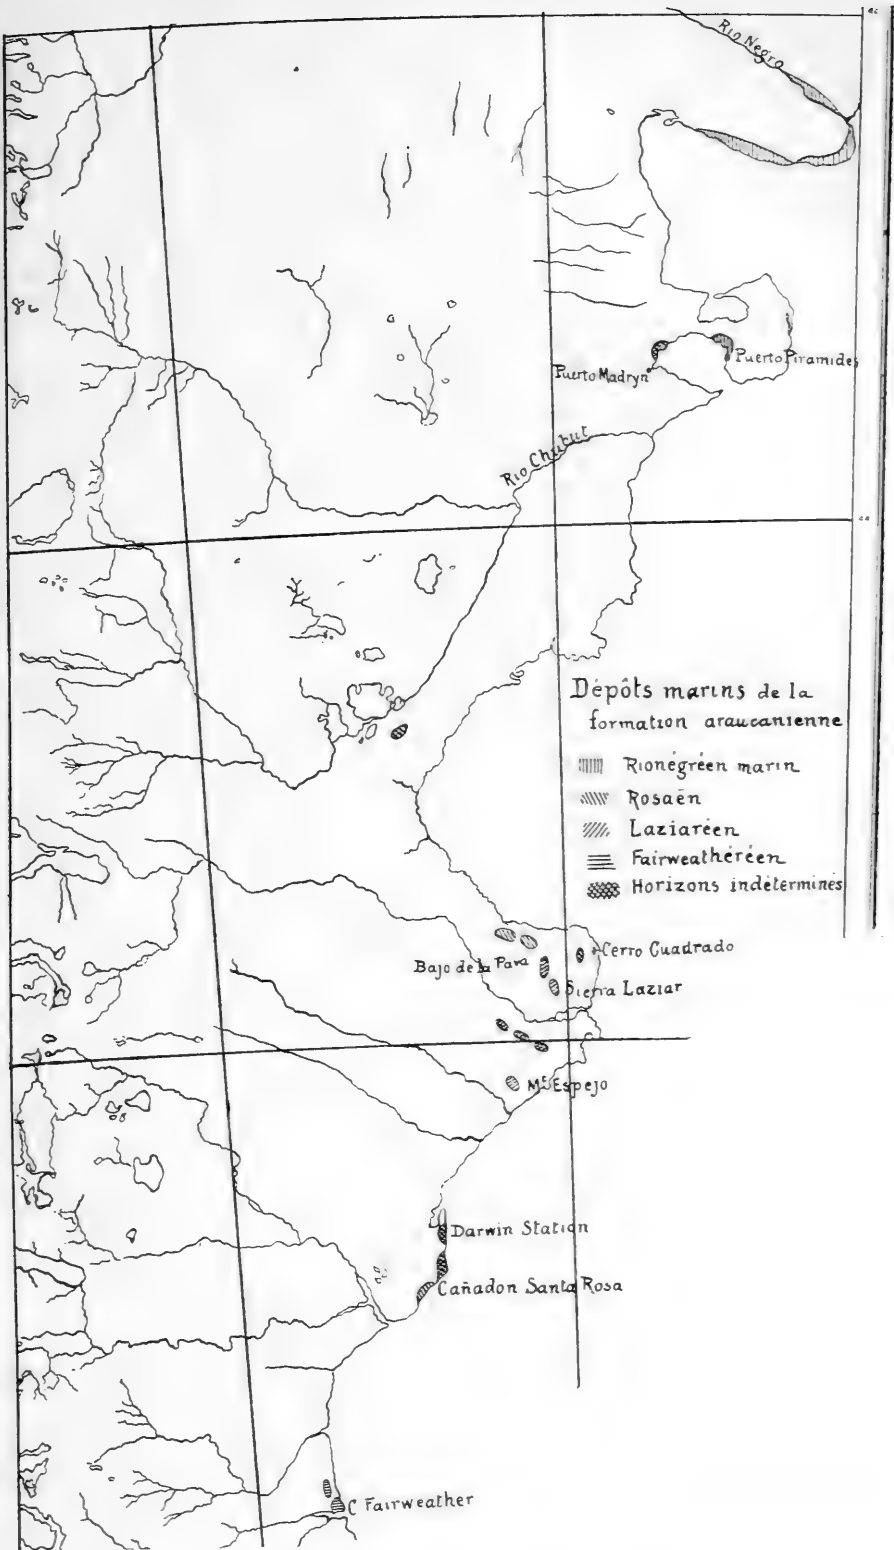 Rio Negro
Puerto Piramides
Puerto Madryn
Rio Chubut
Dépôts marins de la
formation araucanienne
Rionégréen marin
Rosaën
Laziaréen
Fairweathéréen
Horizons indéterminés
Cerro Cuadrado
Bajo de la Pava
Sierra Laziar
Mt Espejo
Darwin Station
Cañadon Santa Rosa
C Fairweather